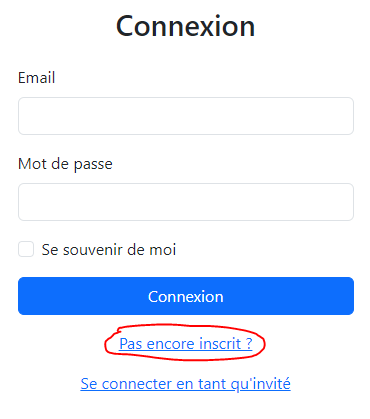 Connexion
Email
Mot de passe
Se souvenir de moi
Connexion
Pas encore inscrit ?
Se connecter en tant qu'invité